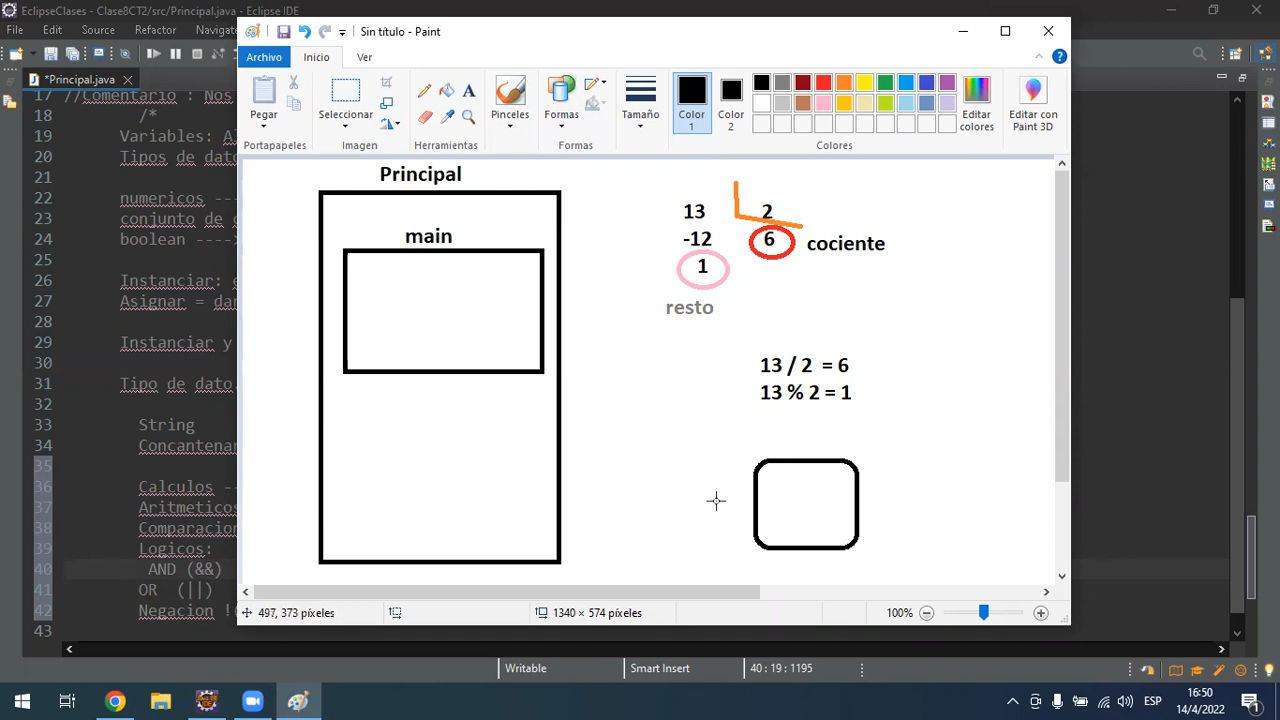 EclipseClases - Clase8CT2/src/Principal.java - Eclipse IDE
File Edit Source Refactor Navigate
*Principal.java
Sin título - Paint
Archivo Inicio Ver
Pegar
Seleccionar
Pinceles
Formas
Tamaño
Color 1
Color 2
Editar colores
Editar con Paint 3D
Portapapeles
Imagen
Herramientas
Formas
Colores
17 //Comentario : Nos
18 /*
19 Variables: Al
20 Tipos de dato
21
22 numericos ---
23 conjunto de c
24 boolean ---->
25
26 Instanciar: e
27 Asignar = dar
28
29 Instanciar y
30
31 Tipo de dato
32
33 String
34 Concatenar
35
36 Calculos --
37 Aritmeticos
38 Comparacion
39 Logicos:
40 AND (&&)
41 OR (||)
42 Negacion !(
43
Principal
main
13 2
-12 6 cociente
1
resto
13 / 2 = 6
13 % 2 = 1
497, 373 píxeles
1340 × 574 píxeles
100%
Writable
Smart Insert
40 : 19 : 1195
ESP
16:50
14/4/2022
1